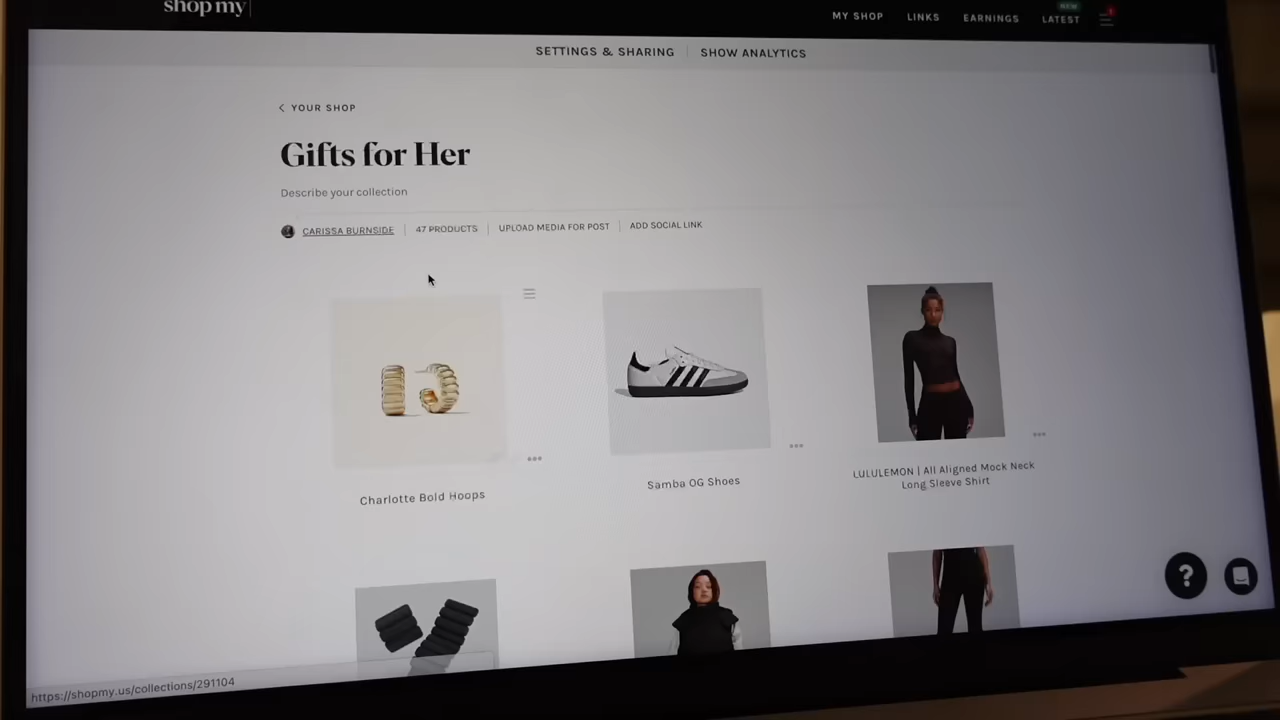 shop my
MY SHOP LINKS EARNINGS LATEST
NEW
1
SETTINGS & SHARING SHOW ANALYTICS
< YOUR SHOP
Gifts for Her
Describe your collection
CARISSA BURNSIDE 47 PRODUCTS UPLOAD MEDIA FOR POST ADD SOCIAL LINK
Charlotte Bold Hoops
Samba OG Shoes
LULULEMON | All Aligned Mock Neck
Long Sleeve Shirt
?
https://shopmy.us/collections/291104